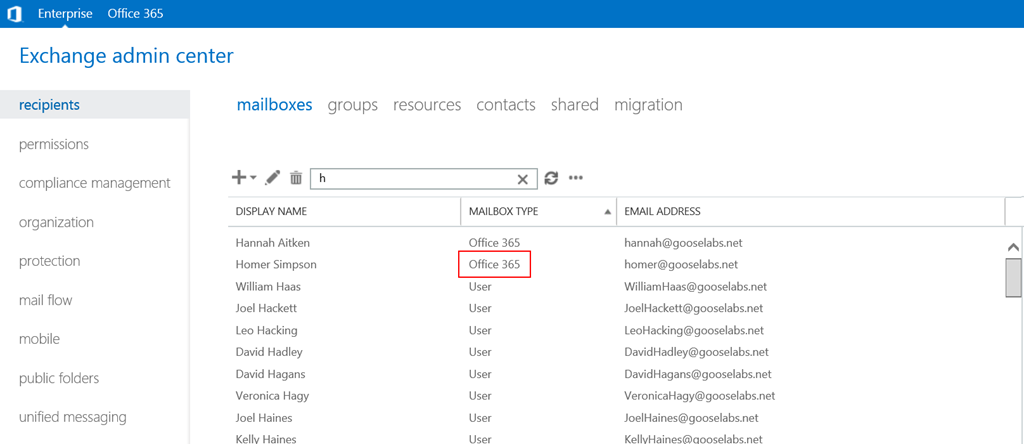 Enterprise Office 365
Exchange admin center
recipients
permissions
compliance management
organization
protection
mail flow
mobile
public folders
unified messaging
mailboxes groups resources contacts shared migration
h
DISPLAY NAME MAILBOX TYPE EMAIL ADDRESS
Hannah Aitken Office 365 hannah@gooselabs.net
Homer Simpson Office 365 homer@gooselabs.net
William Haas User WilliamHaas@gooselabs.net
Joel Hackett User JoelHackett@gooselabs.net
Leo Hacking User LeoHacking@gooselabs.net
David Hadley User DavidHadley@gooselabs.net
David Hagans User DavidHagans@gooselabs.net
Veronica Hagy User VeronicaHagy@gooselabs.net
Joel Haines User JoelHaines@gooselabs.net
Kelly Haines User KellyHaines@gooselabs.net